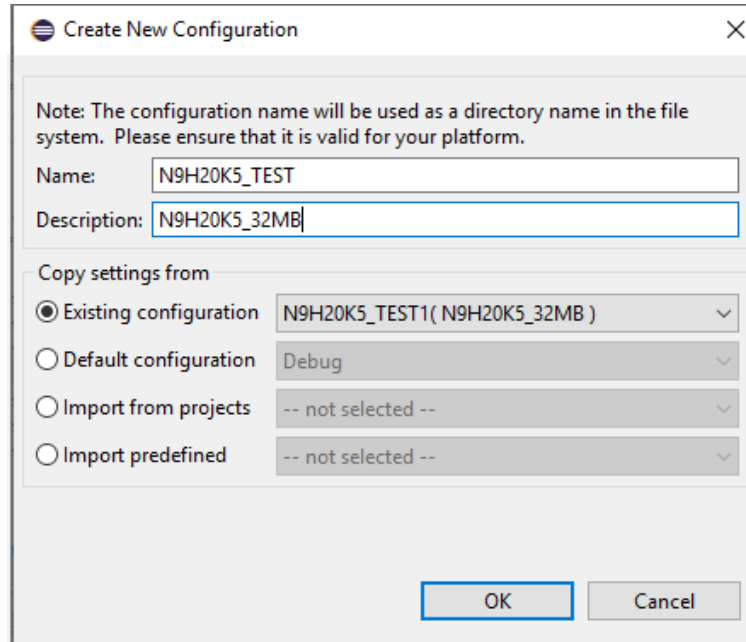 Create New Configuration
Note: The configuration name will be used as a directory name in the file
system.  Please ensure that it is valid for your platform.
Name: N9H20K5_TEST
Description: N9H20K5_32MB
Copy settings from
Existing configuration N9H20K5_TEST1( N9H20K5_32MB )
Default configuration Debug
Import from projects -- not selected --
Import predefined -- not selected --
OK Cancel